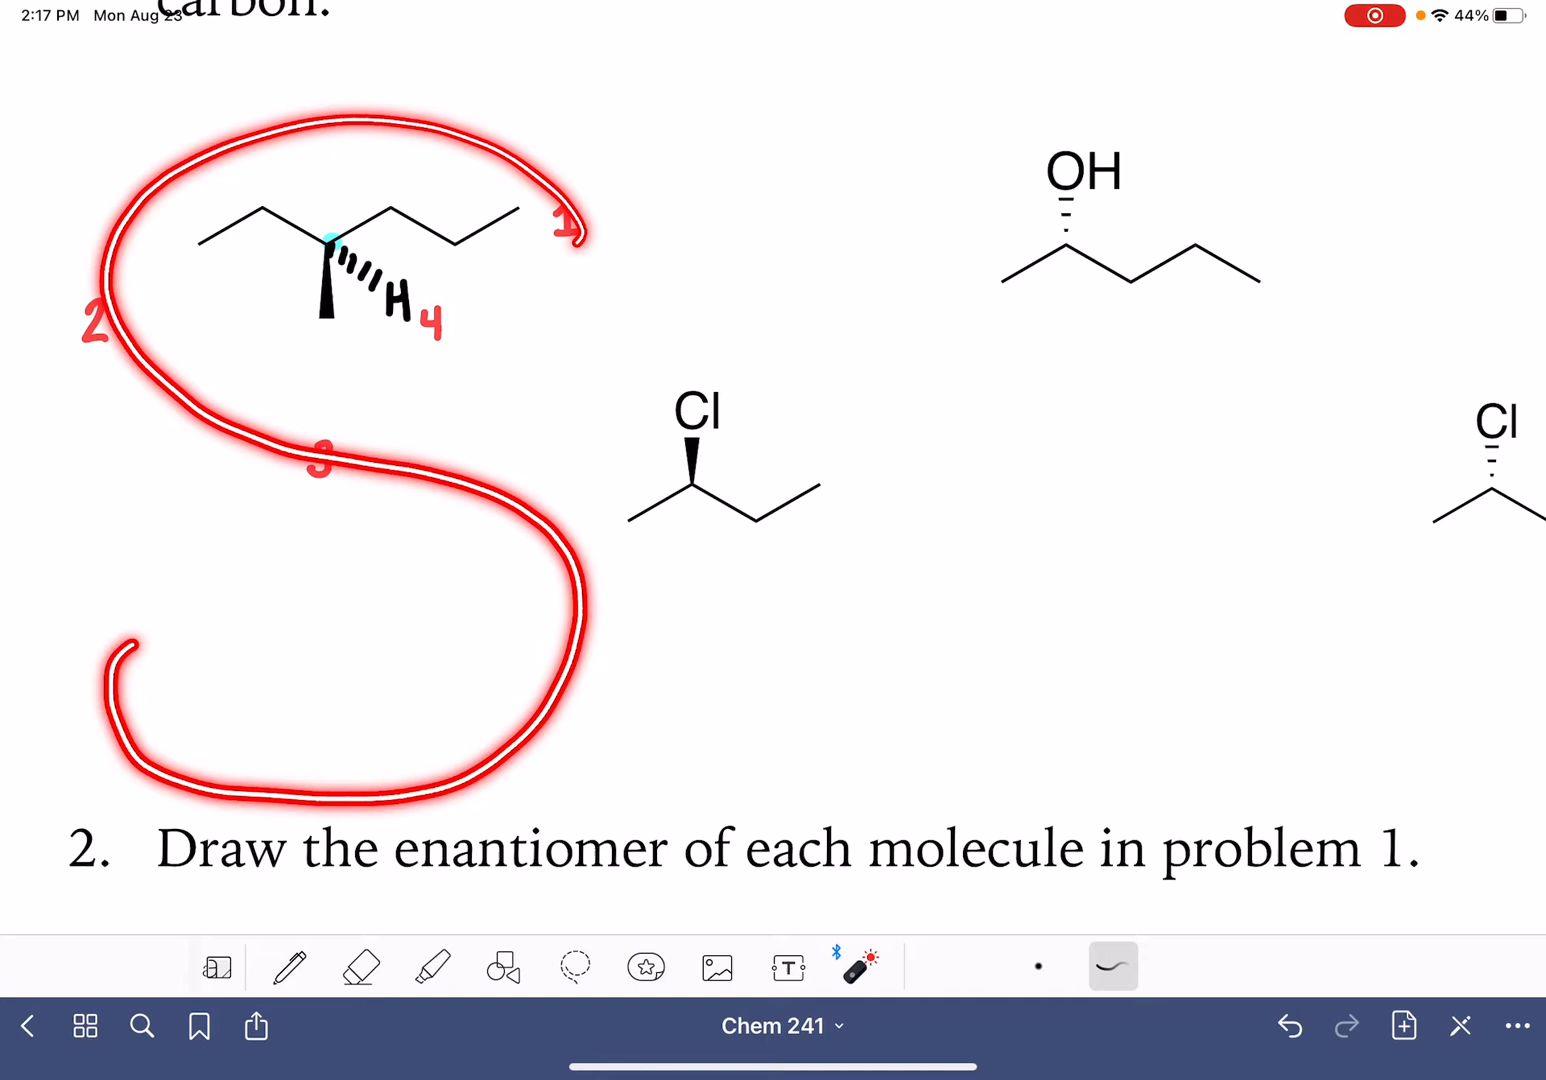 2:17 PM Mon Aug 23
44%
carbon.
OH
1
2
H 4
3
Cl
Cl
S
2. Draw the enantiomer of each molecule in problem 1.
T
Chem 241